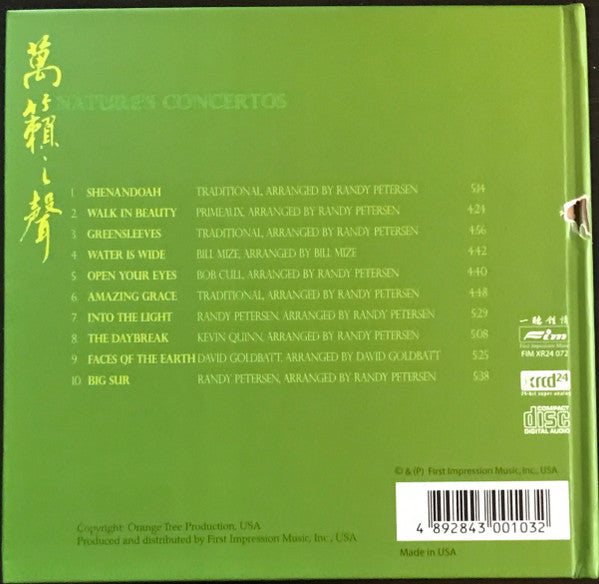 萬籟之聲
NATURE'S CONCERTOS
1. SHENANDOAH TRADITIONAL, ARRANGED BY RANDY PETERSEN 5:14
2. WALK IN BEAUTY PRIMEAUX, ARRANGED BY RANDY PETERSEN 4:24
3. GREENSLEEVES TRADITIONAL, ARRANGED BY RANDY PETERSEN 4:56
4. WATER IS WIDE BILL MIZE, ARRANGED BY BILL MIZE 4:42
5. OPEN YOUR EYES BOB CULL, ARRANGED BY RANDY PETERSEN 4:40
6. AMAZING GRACE TRADITIONAL, ARRANGED BY RANDY PETERSEN 4:48
7. INTO THE LIGHT RANDY PETERSEN, ARRANGED BY RANDY PETERSEN 5:29
8. THE DAYBREAK KEVIN QUINN, ARRANGED BY RANDY PETERSEN 5:08
9. FACES OF THE EARTH DAVID GOLDBATT, ARRANGED BY DAVID GOLDBATT 5:25
10. BIG SUR RANDY PETERSEN, ARRANGED BY RANDY PETERSEN 5:38
一聽鍾情
Fim
First Impression Music
FIM XR24 072
xrcd24
24-bit super analog
COMPACT
disc
DIGITAL AUDIO
© & (P) First Impression Music, Inc., USA
4 892843 001032
Made in USA
Copyright: Orange Tree Production, USA
Produced and distributed by First Impression Music, Inc, USA